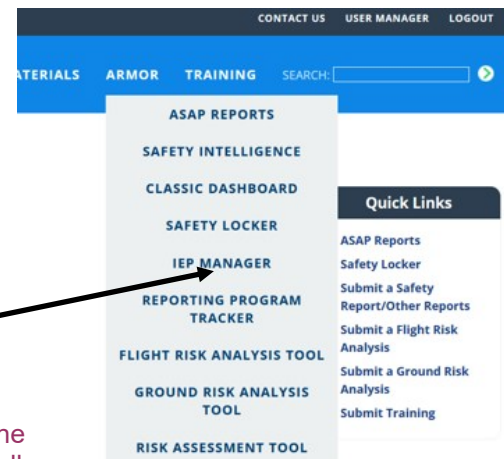 CONTACT US USER MANAGER LOGOUT
ARMOR TRAINING SEARCH:
ASAP REPORTS
SAFETY INTELLIGENCE
CLASSIC DASHBOARD
SAFETY LOCKER
IEP MANAGER
REPORTING PROGRAM
TRACKER
FLIGHT RISK ANALYSIS TOOL
GROUND RISK ANALYSIS
TOOL
RISK ASSESSMENT TOOL
Quick Links
ASAP Reports
Safety Locker
Submit a Safety
Report/Other Reports
Submit a Flight Risk
Analysis
Submit a Ground Risk
Analysis
Submit Training